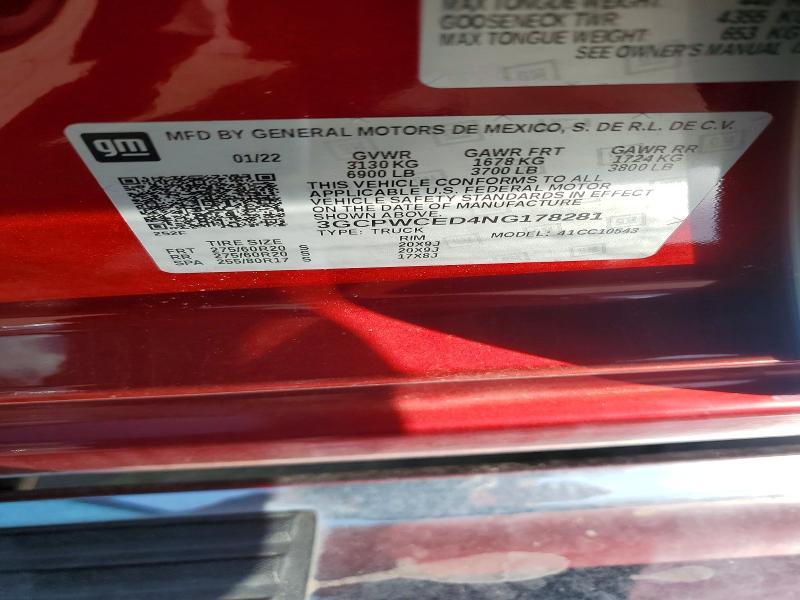 GOOSENECK TWR: 4355 KG
MAX TONGUE WEIGHT: 653 KG
SEE OWNER'S MANUAL
gm
MFD BY GENERAL MOTORS DE MEXICO, S. DE R.L. DE C.V.
01/22 GVWR GAWR FRT GAWR RR
3130 KG 1678 KG 1724 KG
6900 LB 3700 LB 3800 LB
THIS VEHICLE CONFORMS TO ALL
APPLICABLE U.S. FEDERAL MOTOR
VEHICLE SAFETY STANDARDS IN EFFECT
ON THE DATE OF MANUFACTURE
SHOWN ABOVE.
3GCPWCED4NG178281
TYPE: TRUCK MODEL: 41CC10543
ZS2F
TIRE SIZE RIM
FRT 275/60R20 S 20X9J
RR 275/60R20 S 20X9J
SPA 255/80R17 S 17X8J